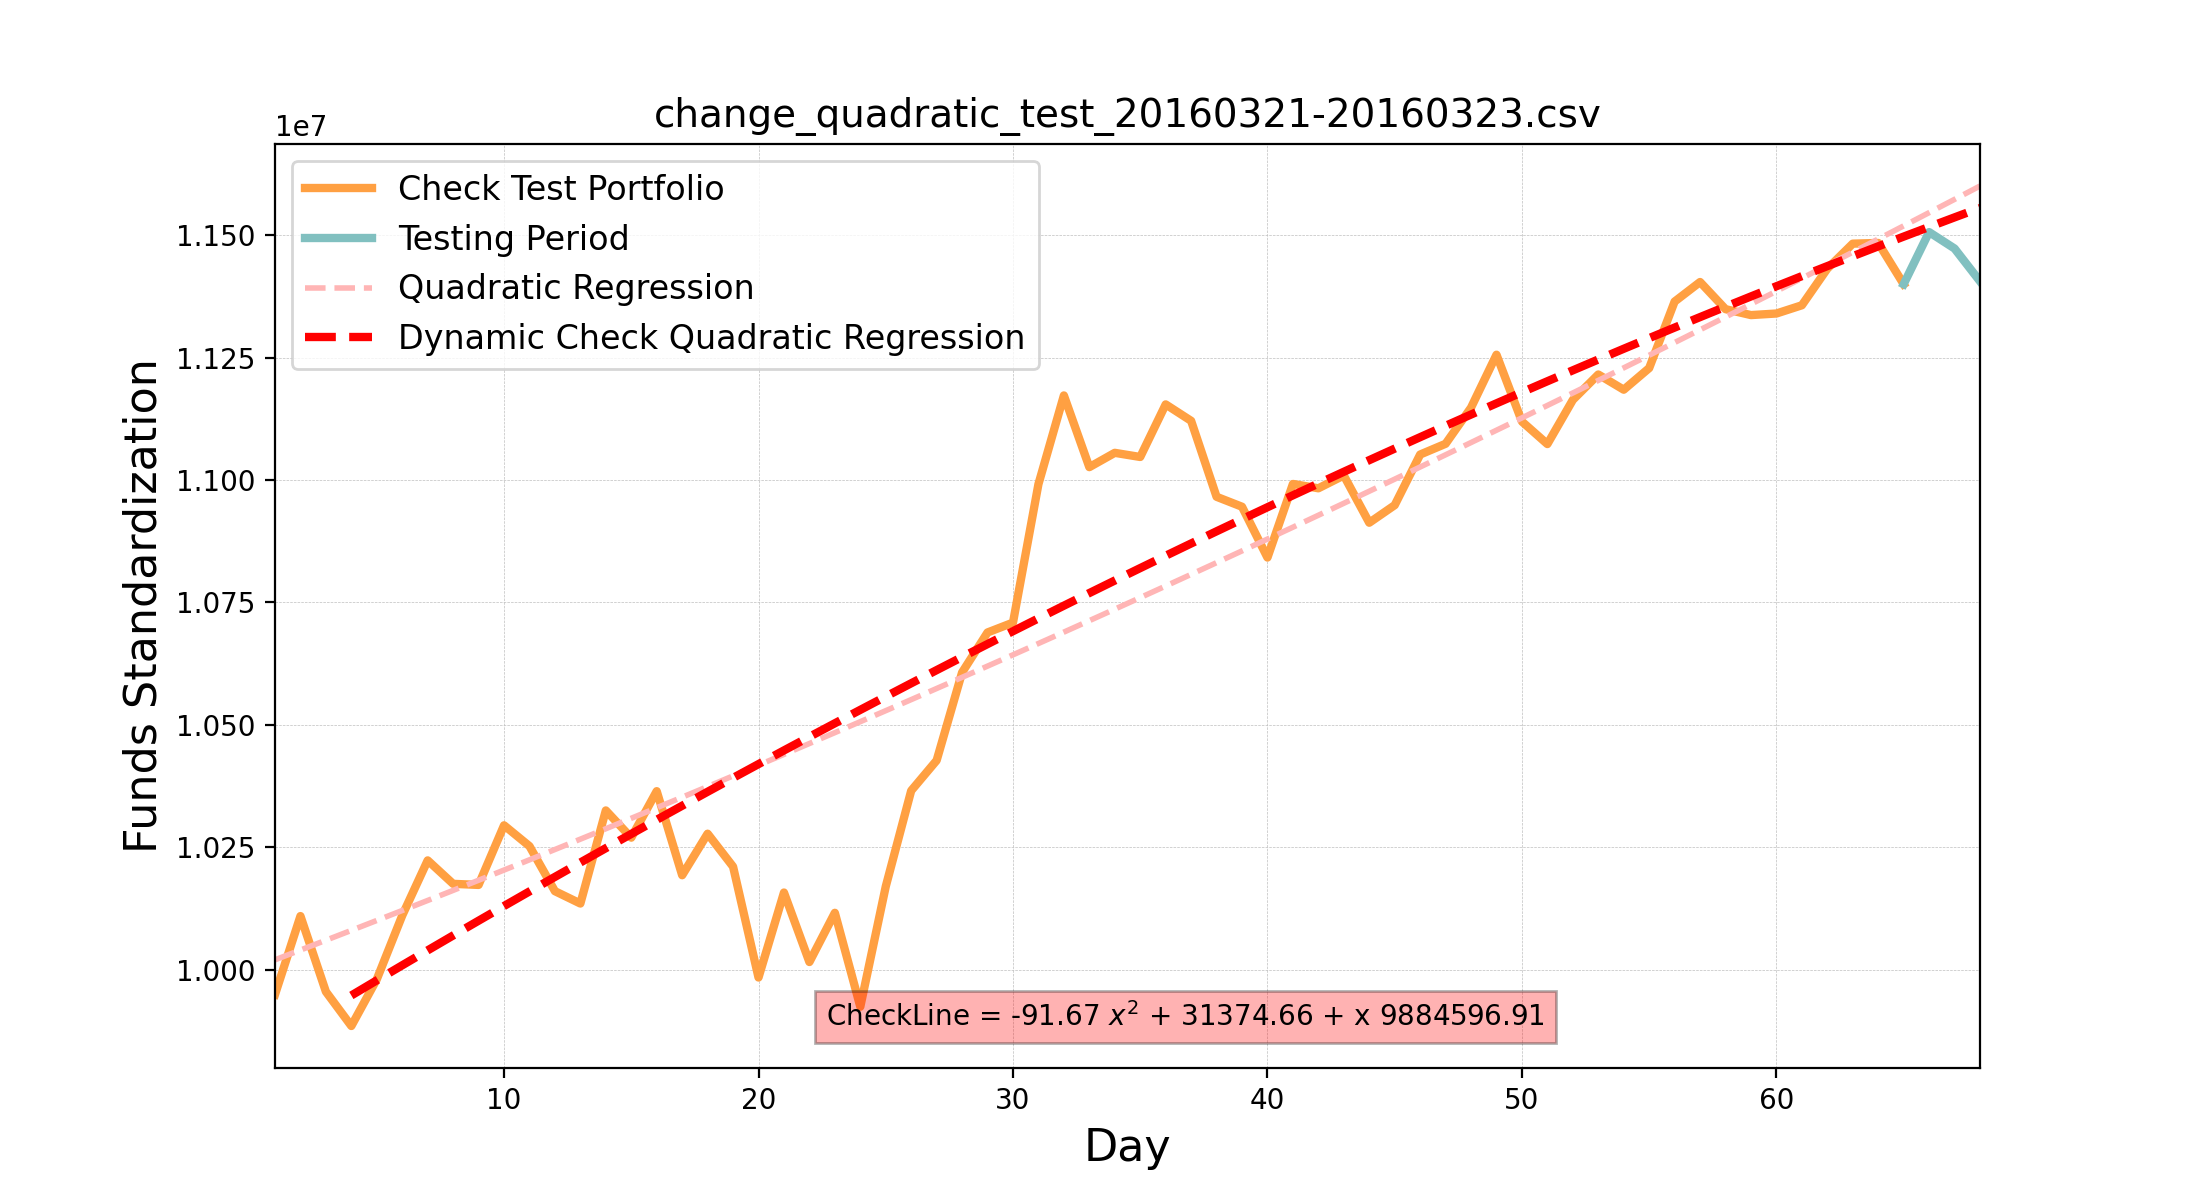 change_quadratic_test_20160321-20160323.csv
1e7
Check Test Portfolio
Testing Period
Quadratic Regression
Dynamic Check Quadratic Regression
1.150
1.125
1.100
1.075
1.050
1.025
1.000
Funds Standardization
CheckLine = -91.67 x² + 31374.66 + x 9884596.91
10 20 30 40 50 60
Day